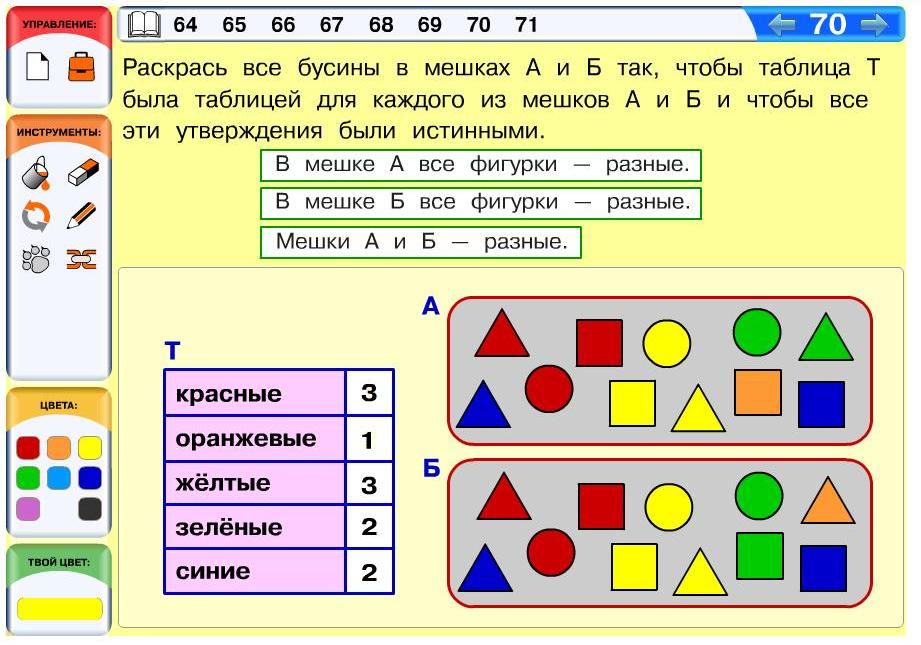 УПРАВЛЕНИЕ:
64 65 66 67 68 69 70 71
70
Раскрась все бусины в мешках А и Б так, чтобы таблица Т
была таблицей для каждого из мешков А и Б и чтобы все
эти утверждения были истинными.
ИНСТРУМЕНТЫ:
В мешке А все фигурки — разные.
В мешке Б все фигурки — разные.
Мешки А и Б — разные.
А
Т
красные 3
оранжевые 1
жёлтые 3
зелёные 2
синие 2
Б
ЦВЕТА:
ТВОЙ ЦВЕТ: